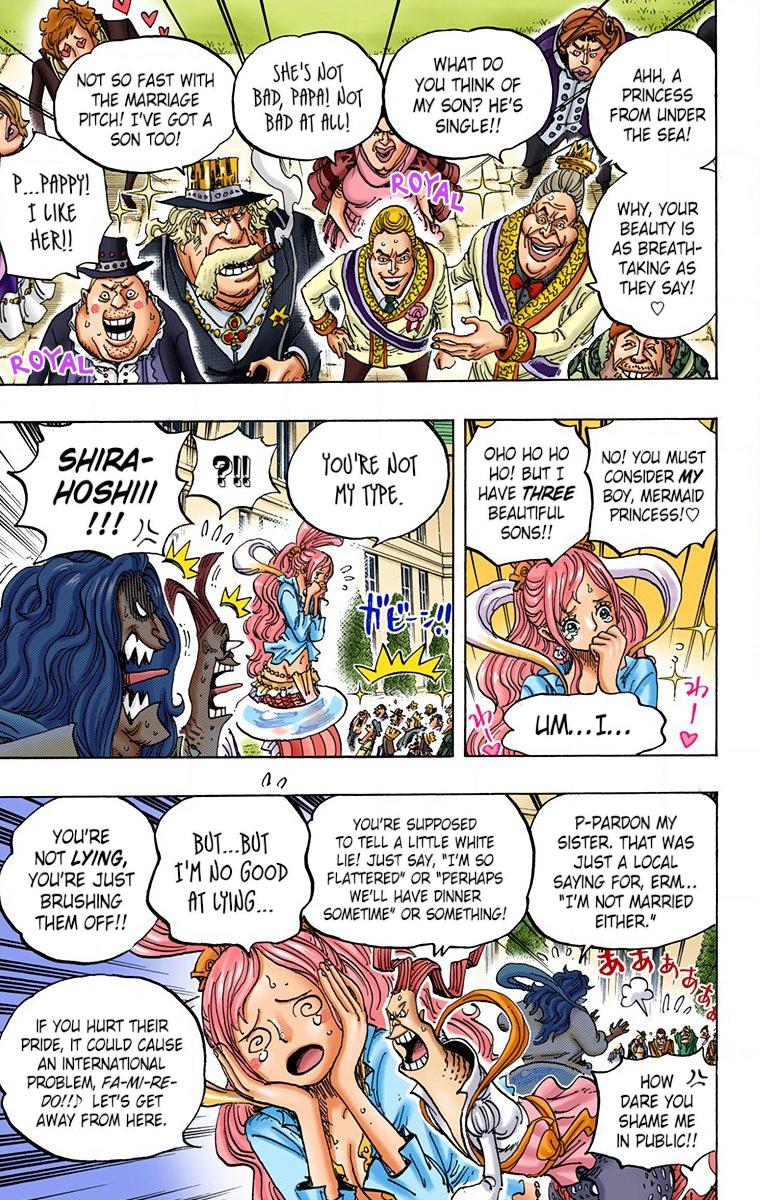 AHH, A
PRINCESS
FROM UNDER
THE SEA!
WHY, YOUR
BEAUTY IS
AS BREATH-
TAKING AS
THEY SAY!
♡
WHAT DO
YOU THINK OF
MY SON? HE'S
SINGLE!!
SHE'S NOT
BAD, PAPA! NOT
BAD AT ALL!
NOT SO FAST WITH
THE MARRIAGE
PITCH! I'VE GOT A
SON TOO!
P...PAPPY!
I LIKE
HER!!
ROYAL
ROYAL
NO! YOU MUST
CONSIDER MY
BOY, MERMAID
PRINCESS!♡
OHO HO HO
HO! BUT I
HAVE THREE
BEAUTIFUL
SONS!!
UM...I...
わー♡
わー♡
YOU'RE NOT
MY TYPE.
ガビーン!!
?!!
SHIRA-
HOSHIII
!!!
P-PARDON MY
SISTER. THAT WAS
JUST A LOCAL
SAYING FOR, ERM...
"I'M NOT MARRIED
EITHER."
YOU'RE SUPPOSED
TO TELL A LITTLE WHITE
LIE! JUST SAY, "I'M SO
FLATTERED" OR "PERHAPS
WE'LL HAVE DINNER
SOMETIME" OR SOMETHING!
BUT...BUT
I'M NO GOOD
AT LYING...
YOU'RE
NOT LYING,
YOU'RE JUST
BRUSHING
THEM OFF!!
ああぁぁぁ
HOW
DARE YOU
SHAME ME
IN PUBLIC!!
IF YOU HURT THEIR
PRIDE, IT COULD CAUSE
AN INTERNATIONAL
PROBLEM, FA-MI-RE-
DO!!♪ LET'S GET
AWAY FROM HERE.